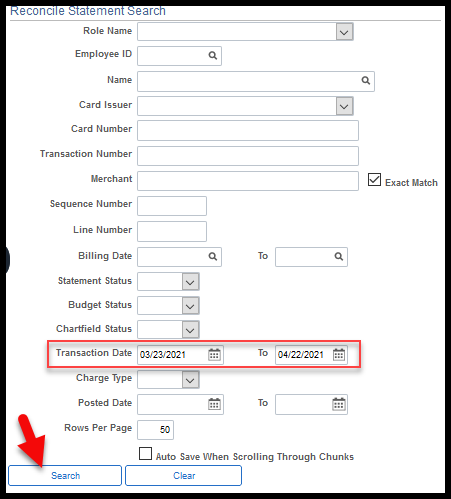 Reconcile Statement Search
Role Name
Employee ID
Name
Card Issuer
Card Number
Transaction Number
Merchant Exact Match
Sequence Number
Line Number
Billing Date To
Statement Status
Budget Status
Chartfield Status
Transaction Date 03/23/2021 To 04/22/2021
Charge Type
Posted Date To
Rows Per Page 50
Auto Save When Scrolling Through Chunks
Search Clear